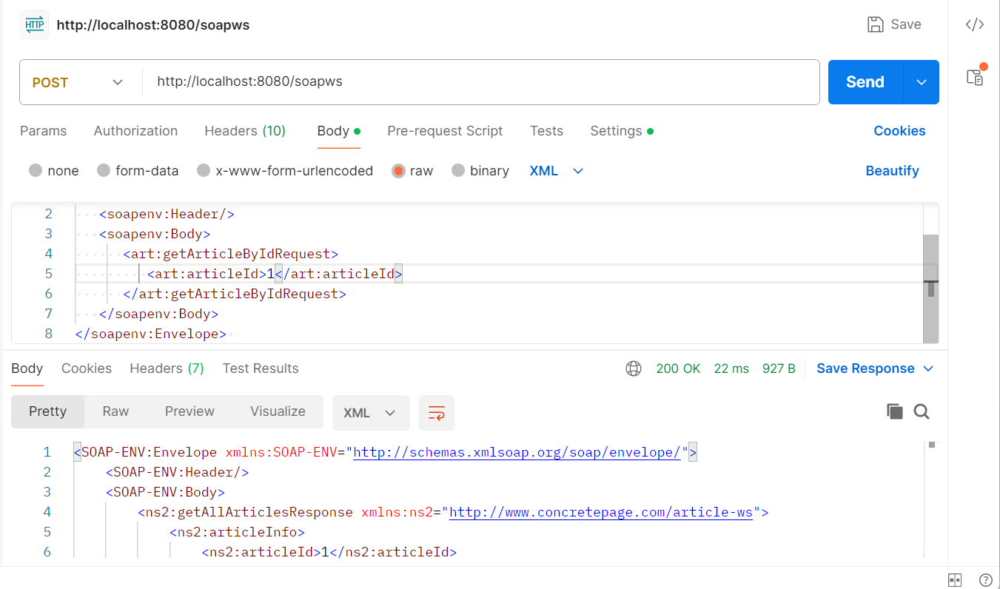 HTTP http://localhost:8080/soapws Save </>
POST http://localhost:8080/soapws Send
Params Authorization Headers (10) Body Pre-request Script Tests Settings Cookies
none form-data x-www-form-urlencoded raw binary XML Beautify
2 <soapenv:Header/>
3 <soapenv:Body>
4 <art:getArticleByIdRequest>
5 <art:articleId>1</art:articleId>
6 </art:getArticleByIdRequest>
7 </soapenv:Body>
8 </soapenv:Envelope>
Body Cookies Headers (7) Test Results 200 OK 22 ms 927 B Save Response
Pretty Raw Preview Visualize XML
1 <SOAP-ENV:Envelope xmlns:SOAP-ENV="http://schemas.xmlsoap.org/soap/envelope/">
2 <SOAP-ENV:Header/>
3 <SOAP-ENV:Body>
4 <ns2:getAllArticlesResponse xmlns:ns2="http://www.concretepage.com/article-ws">
5 <ns2:articleInfo>
6 <ns2:articleId>1</ns2:articleId>